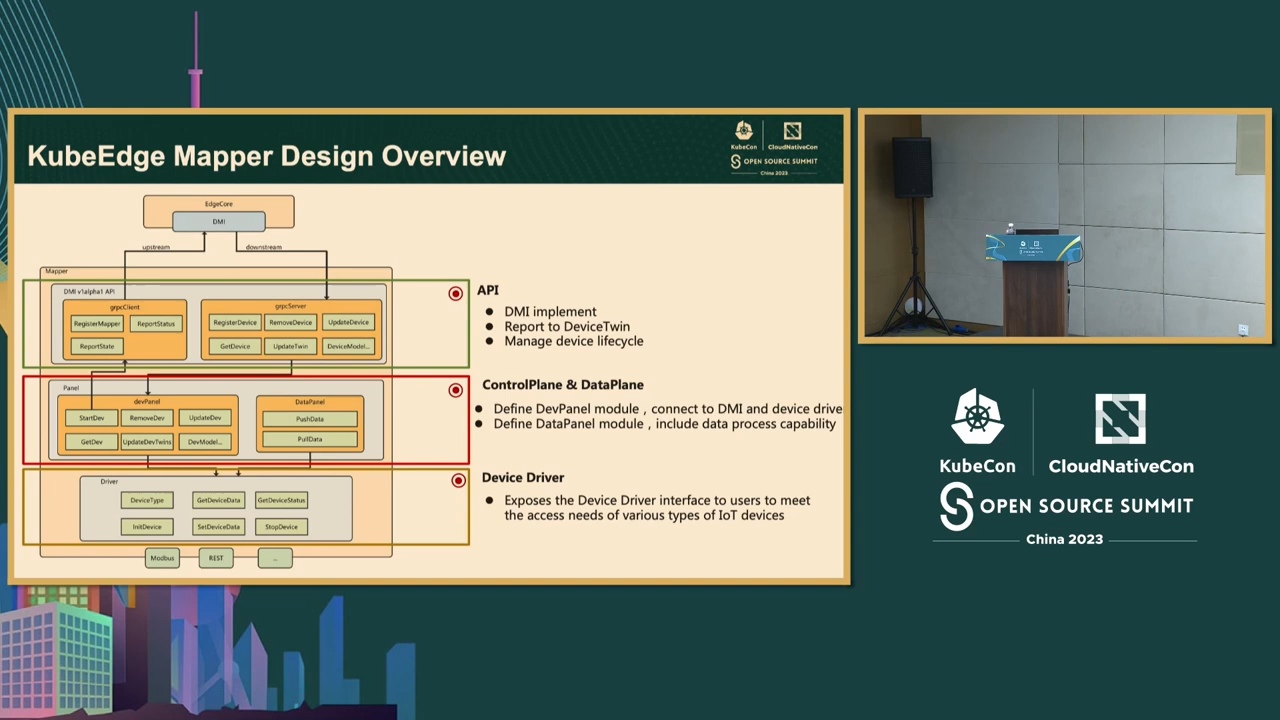 KubeEdge Mapper Design Overview
KubeCon
CloudNativeCon
OPEN SOURCE SUMMIT
China 2023
EdgeCore
DMI
upstream
downstream
Mapper
DMI v1alpha1 API
grpcClient
RegisterMapper
ReportStatus
ReportState
grpcServer
RegisterDevice
RemoveDevice
UpdateDevice
GetDevice
UpdateTwin
DeviceModel...
Panel
devPanel
StartDev
RemoveDev
UpdateDev
GetDev
UpdateDevTwins
DevModel...
DataPanel
PushData
PullData
Driver
DeviceType
GetDeviceData
GetDeviceStatus
InitDevice
SetDeviceData
StopDevice
Modbus
REST
...
API
● DMI implement
● Report to DeviceTwin
● Manage device lifecycle
ControlPlane & DataPlane
● Define DevPanel module , connect to DMI and device drive
● Define DataPanel module , include data process capability
Device Driver
● Exposes the Device Driver interface to users to meet
the access needs of various types of IoT devices
KubeCon
CloudNativeCon
OPEN SOURCE SUMMIT
China 2023